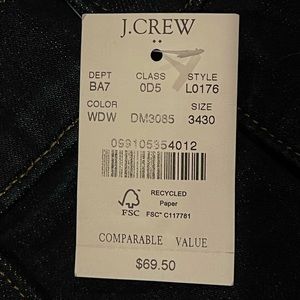 J.CREW
DEPT CLASS STYLE
BA7 0D5 L0176
COLOR SIZE
WDW DM3085 3430
099105354012
RECYCLED
Paper
FSC
FSC® C117781
COMPARABLE VALUE
$69.50